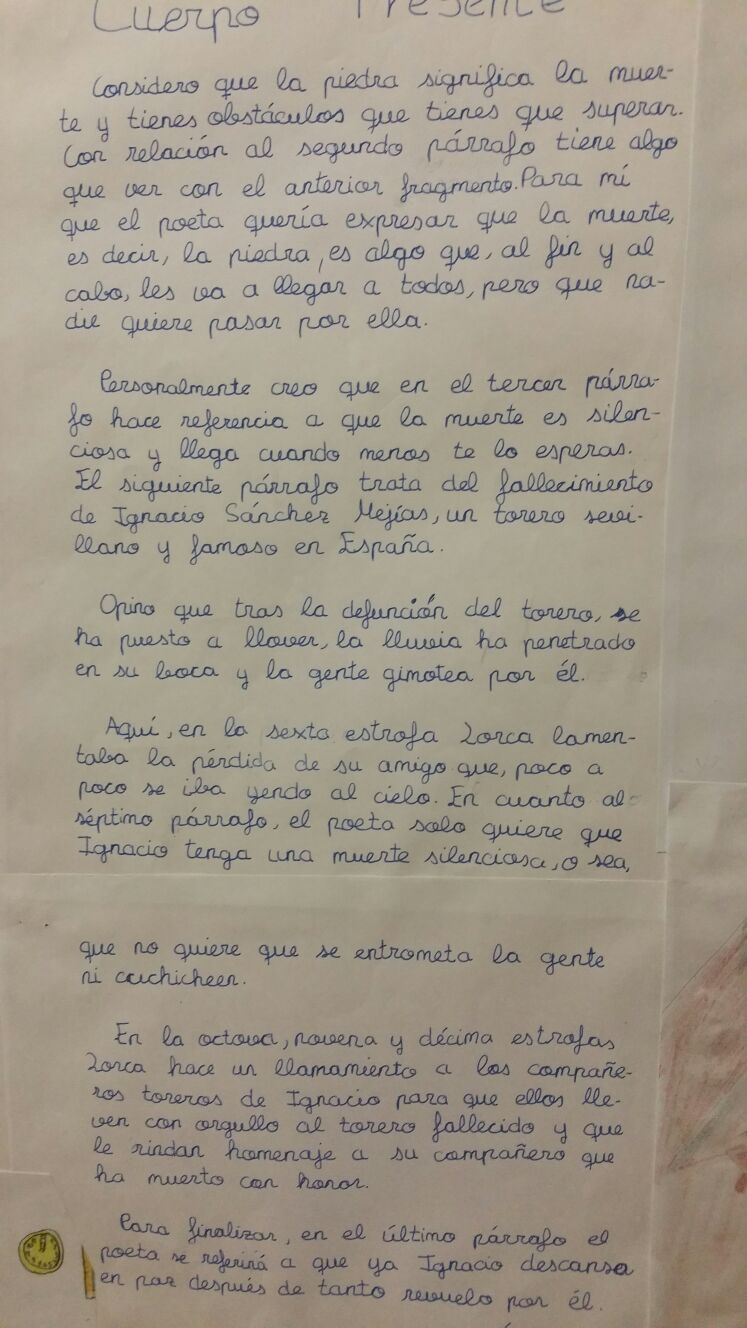 Cuerpo Presente
Considero que la piedra significa la muer-
te y tienes obstáculos que tienes que superar.
Con relación al segundo párrafo tiene algo
que ver con el anterior fragmento. Para mí
que el poeta quería expresar que la muerte,
es decir, la piedra, es algo que, al fin y al
cabo, les va a llegar a todos, pero que na-
die quiere pasar por ella.
Personalmente creo que en el tercer párra-
fo hace referencia a que la muerte es silen-
ciosa y llega cuando menos te lo esperas.
El siguiente párrafo trata del fallecimiento
de Ignacio Sánchez Mejías, un torero sevi-
llano y famoso en España.
Opino que tras la defunción del torero, se
ha puesto a llover, la lluvia ha penetrado
en su boca y la gente gimotea por él.
Aquí, en la sexta estrofa Lorca lamen-
taba la pérdida de su amigo que, poco a
poco se iba yendo al cielo. En cuanto al
séptimo párrafo, el poeta solo quiere que
Ignacio tenga una muerte silenciosa, o sea,
que no quiere que se entrometa la gente
ni cuchicheen.
En la octava, novena y décima estrofas
Lorca hace un llamamiento a los compañe-
ros toreros de Ignacio para que ellos lle-
ven con orgullo al torero fallecido y que
le rindan homenaje a su compañero que
ha muerto con honor.
Para finalizar, en el último párrafo el
poeta se referirá a que ya Ignacio descansa
en paz después de tanto revuelo por él.